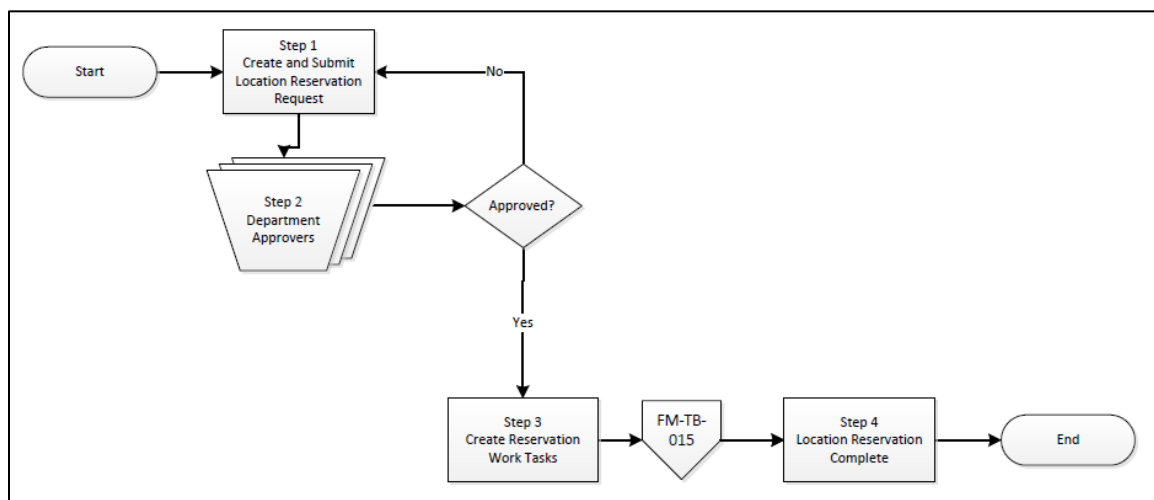 Start
Step 1
Create and Submit
Location Reservation
Request
No
Step 2
Department
Approvers
Approved?
Yes
Step 3
Create Reservation
Work Tasks
FM-TB-
015
Step 4
Location Reservation
Complete
End